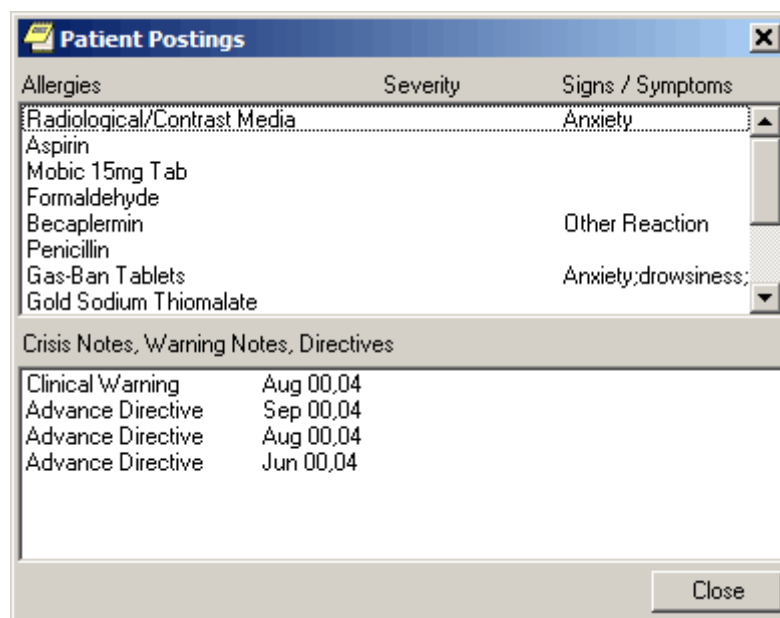 Patient Postings
Allergies Severity Signs / Symptoms
Radiological/Contrast Media Anxiety
Aspirin
Mobic 15mg Tab
Formaldehyde
Becaplermin Other Reaction
Penicillin
Gas-Ban Tablets Anxiety;drowsiness;
Gold Sodium Thiomalate
Crisis Notes, Warning Notes, Directives
Clinical Warning Aug 00,04
Advance Directive Sep 00,04
Advance Directive Aug 00,04
Advance Directive Jun 00,04
Close